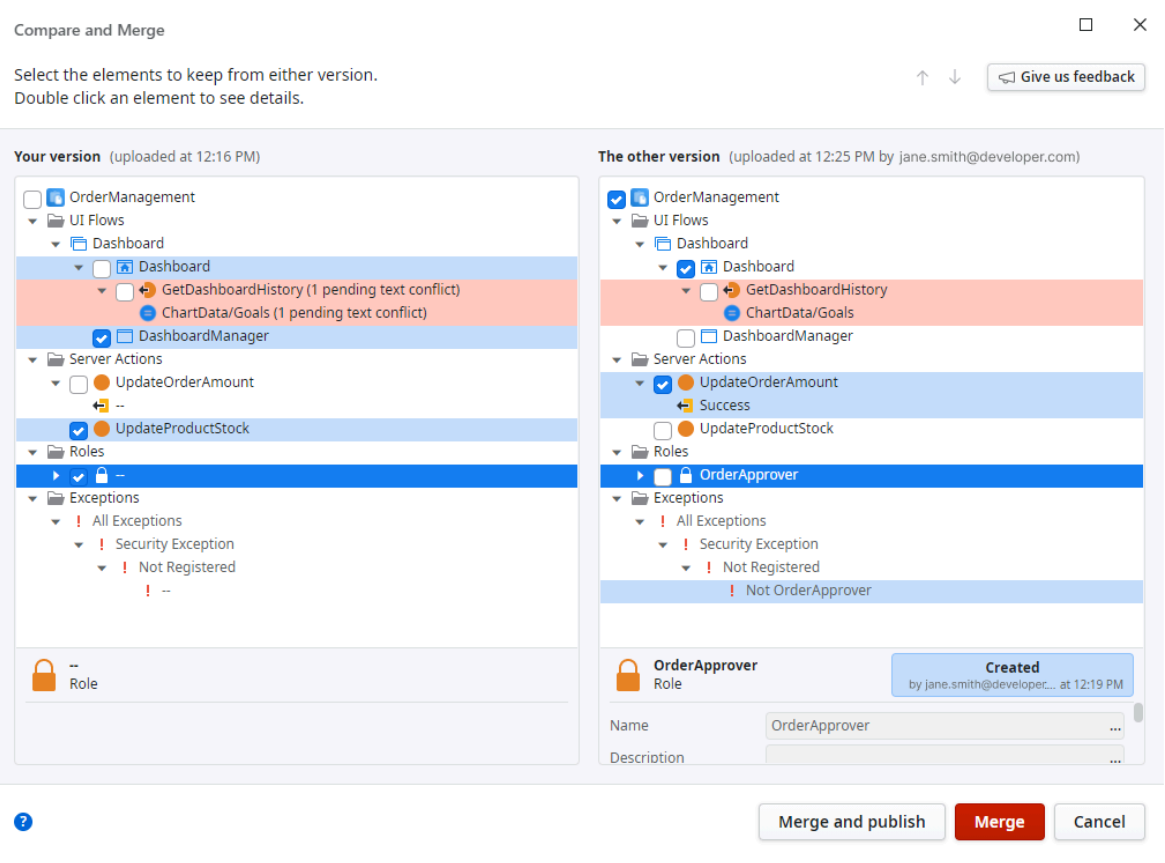 Compare and Merge
Select the elements to keep from either version.
Double click an element to see details.
Give us feedback
Your version (uploaded at 12:16 PM)
OrderManagement
UI Flows
Dashboard
Dashboard
GetDashboardHistory (1 pending text conflict)
ChartData/Goals (1 pending text conflict)
DashboardManager
Server Actions
UpdateOrderAmount
--
UpdateProductStock
Roles
--
Exceptions
! All Exceptions
! Security Exception
! Not Registered
! --
--
Role
The other version (uploaded at 12:25 PM by jane.smith@developer.com)
OrderManagement
UI Flows
Dashboard
Dashboard
GetDashboardHistory
ChartData/Goals
DashboardManager
Server Actions
UpdateOrderAmount
Success
UpdateProductStock
Roles
OrderApprover
Exceptions
! All Exceptions
! Security Exception
! Not Registered
! Not OrderApprover
OrderApprover
Role
Created
by jane.smith@developer.... at 12:19 PM
Name
OrderApprover ...
Description
...
?
Merge and publish
Merge
Cancel